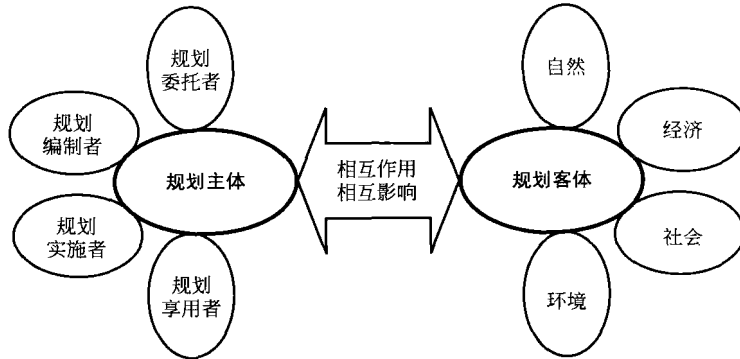 规划
委托者
规划
编制者
规划主体
规划
实施者
规划
享用者
相互作用
相互影响
自然
经济
规划客体
社会
环境